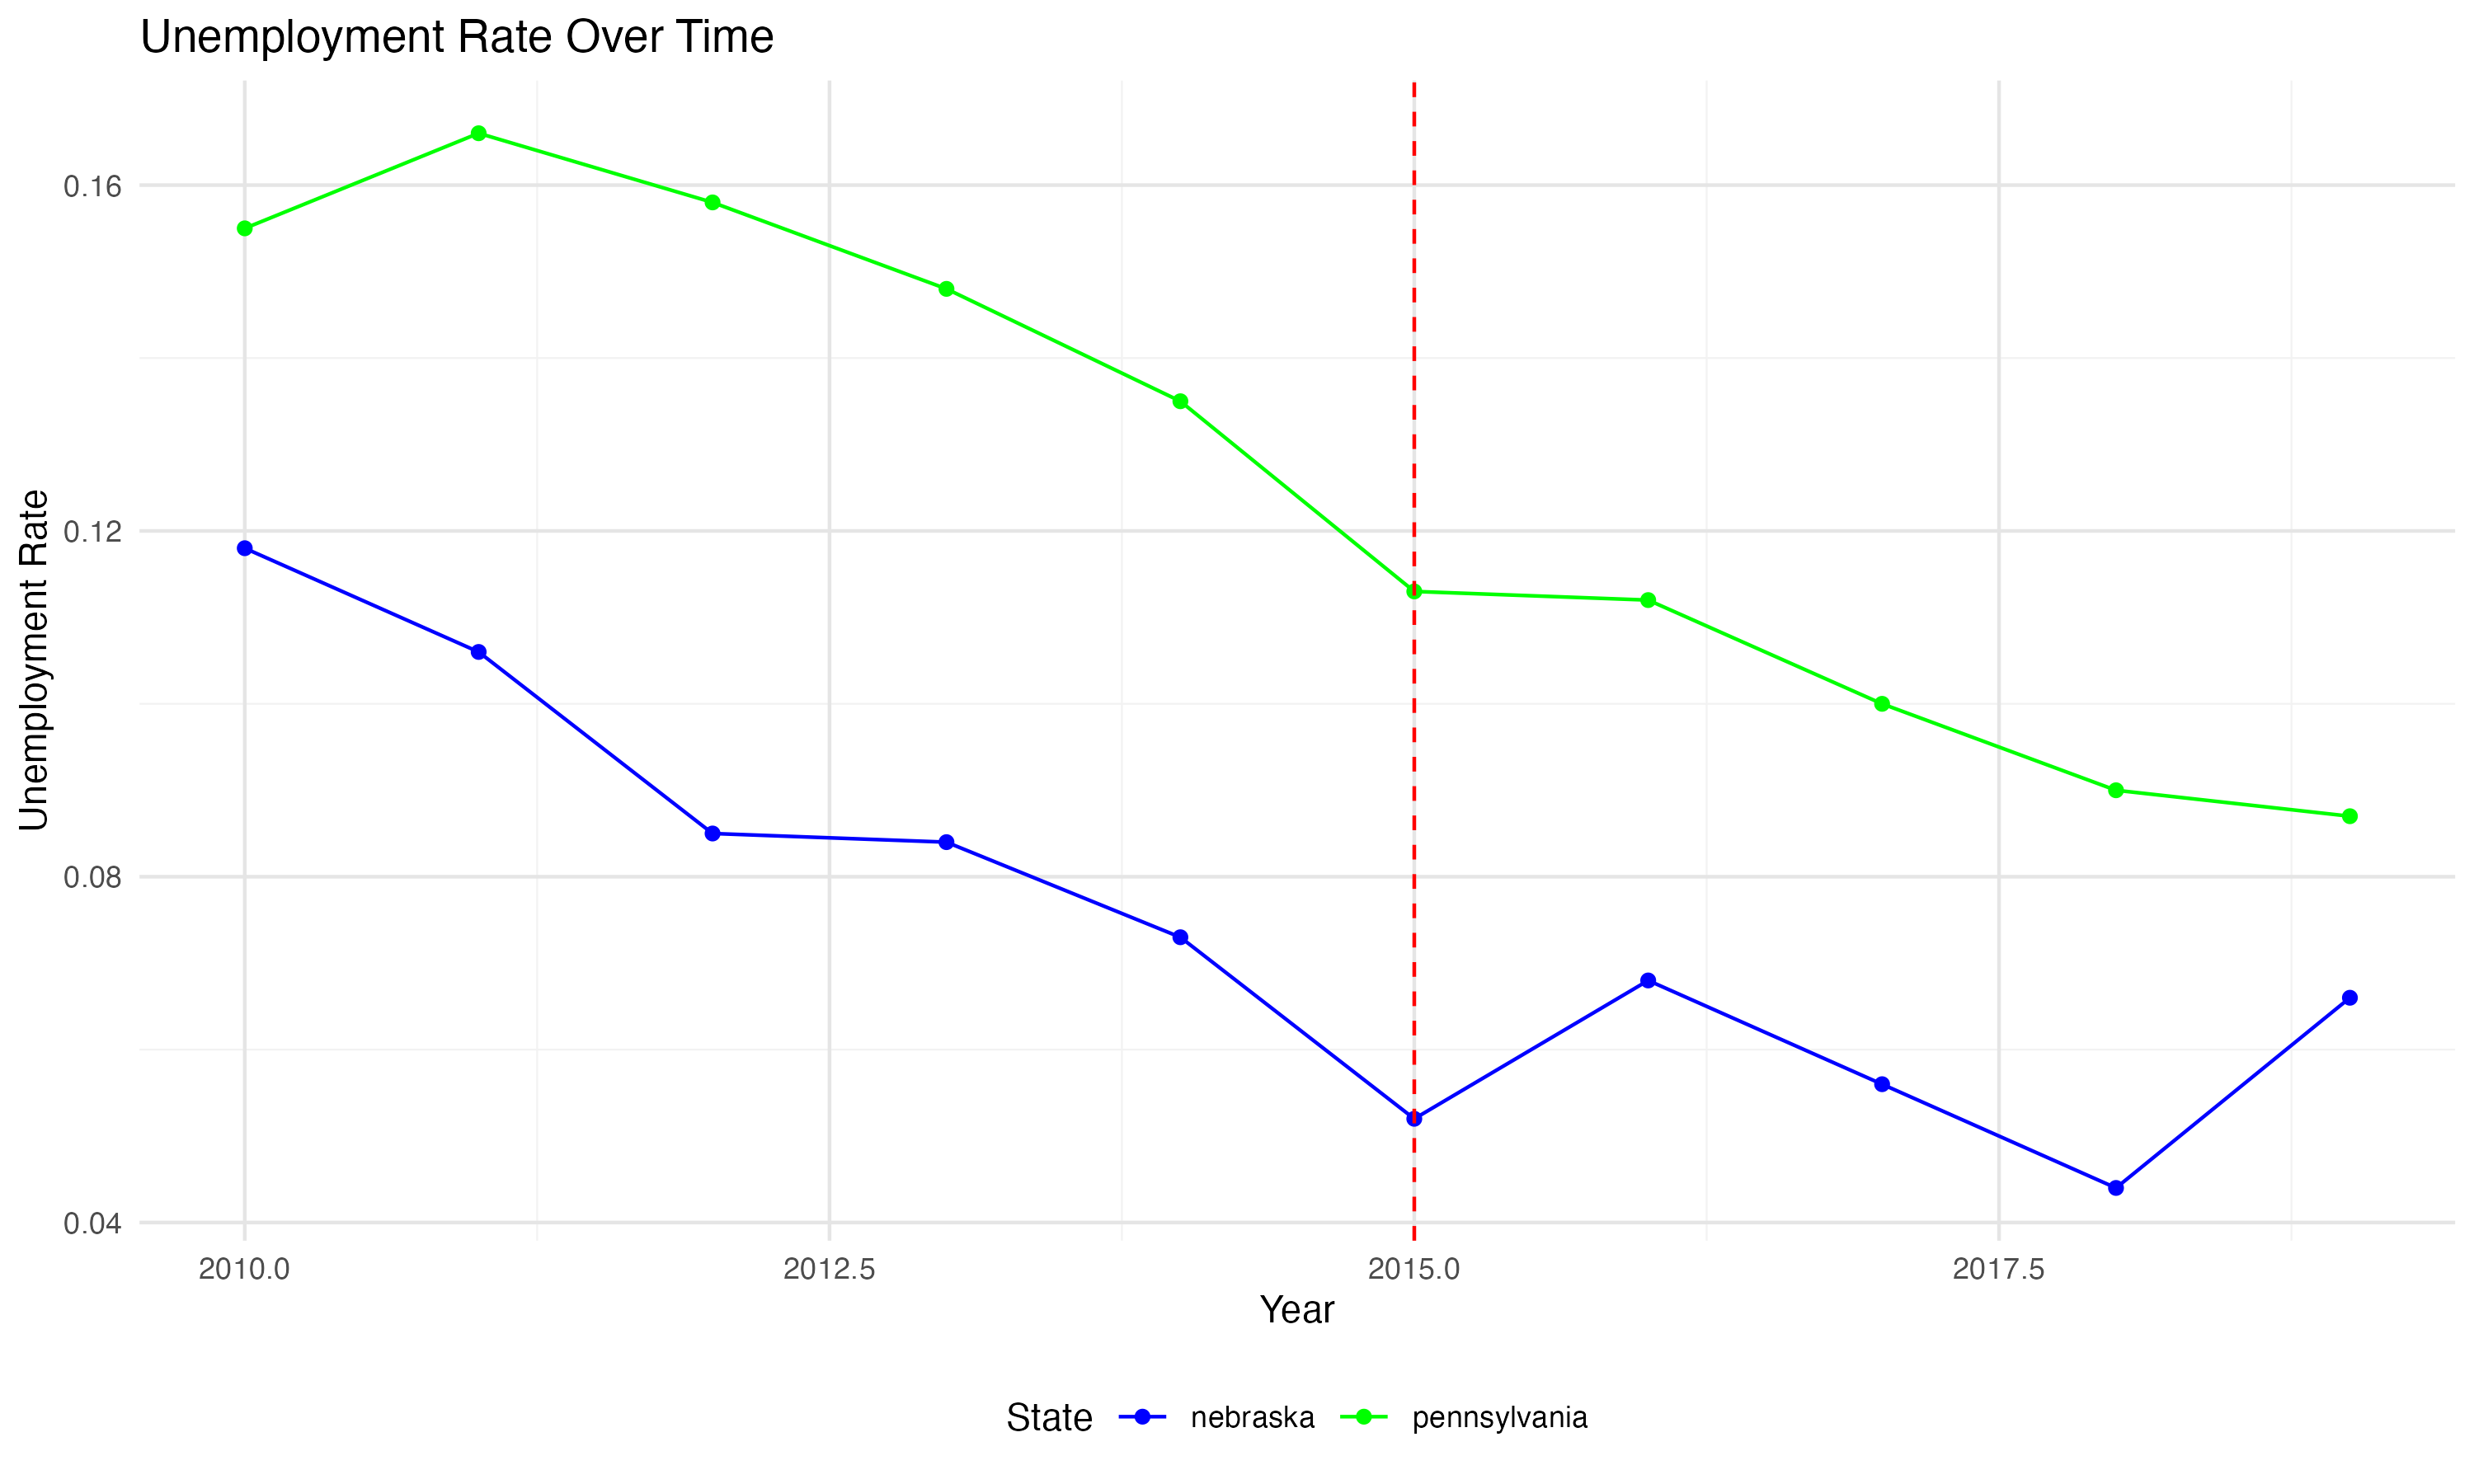 Unemployment Rate Over Time
Unemployment Rate
0.16
0.12
0.08
0.04
2010.0 2012.5 2015.0 2017.5
Year
State nebraska pennsylvania